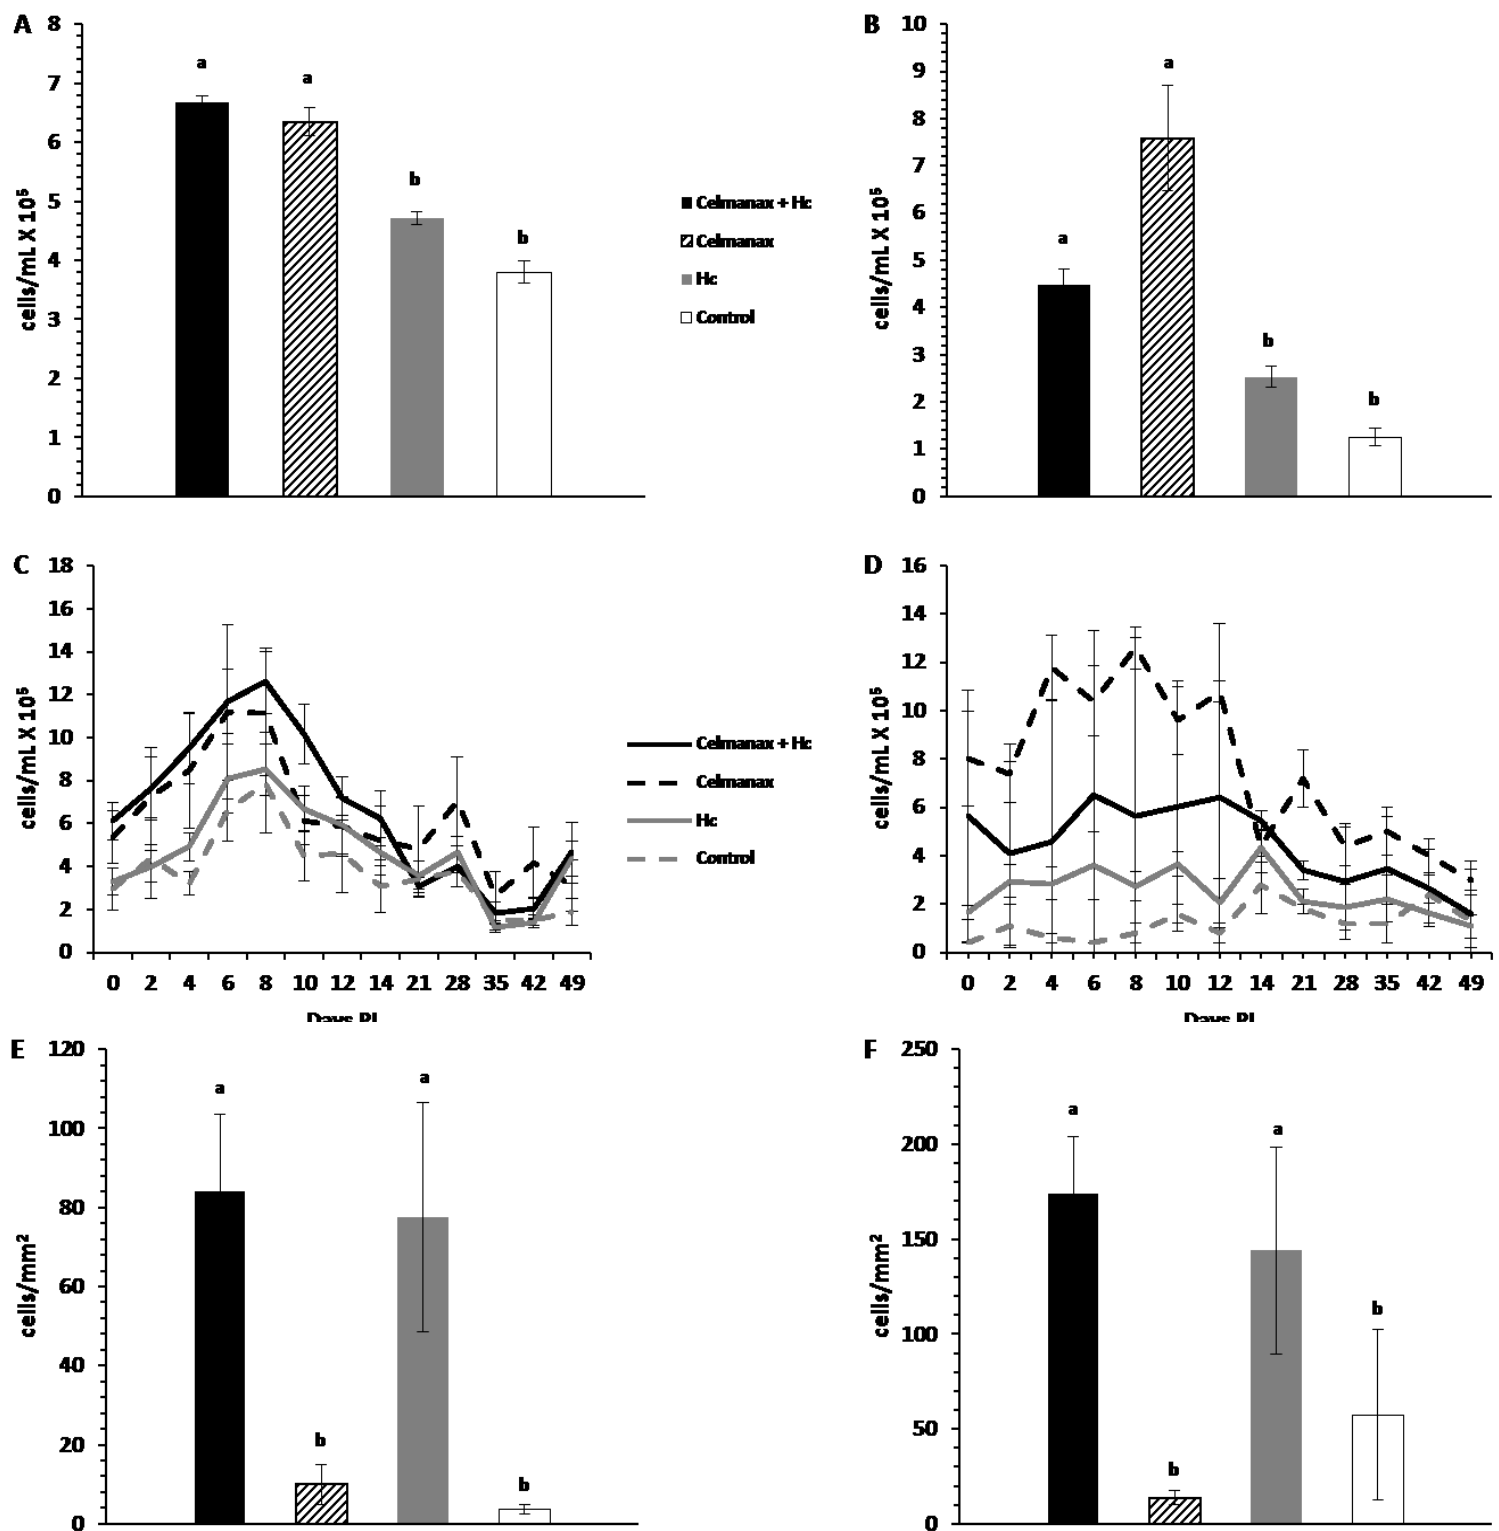 A
8
7
6
5
4
3
2
1
0
cells/mL X 10⁵
a
a
b
b
Celmanax + Hc
Celmanax
Hc
Control
B
10
9
8
7
6
5
4
3
2
1
0
cells/mL X 10⁵
a
a
b
b
C
18
16
14
12
10
8
6
4
2
0
cells/mL X 10⁵
0 2 4 6 8 10 12 14 21 28 35 42 49
Days PI
Celmanax + Hc
Celmanax
Hc
Control
D
16
14
12
10
8
6
4
2
0
cells/mL X 10⁵
0 2 4 6 8 10 12 14 21 28 35 42 49
Days PI
E
120
100
80
60
40
20
0
cells/mm²
a
b
a
b
F
250
200
150
100
50
0
cells/mm²
a
b
a
b